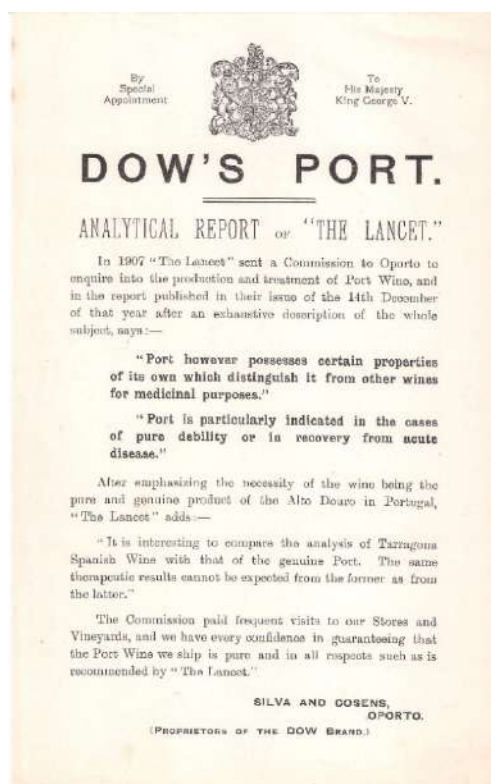 By
Special
Appointment
To
His Majesty
King George V.
DOW'S PORT.
ANALYTICAL REPORT OF "THE LANCET."
In 1907 "The Lancet" sent a Commission to Oporto to
enquire into the production and treatment of Port Wine, and
in the report published in their issue of the 14th December
of that year after an exhaustive description of the whole
subject, says:—
"Port however possesses certain properties
of its own which distinguish it from other wines
for medicinal purposes."
"Port is particularly indicated in the cases
of pure debility or in recovery from acute
disease."
After emphasizing the necessity of the wine being the
pure and genuine product of the Alto Douro in Portugal,
"The Lancet" adds:—
"It is interesting to compare the analysis of Tarragona
Spanish Wine with that of the genuine Port. The same
therapeutic results cannot be expected from the former as from
the latter."
The Commission paid frequent visits to our Stores and
Vineyards, and we have every confidence in guaranteeing that
the Port Wine we ship is pure and in all respects such as is
recommended by "The Lancet."
SILVA AND COSENS,
OPORTO.
(PROPRIETORS OF THE DOW BRAND.)